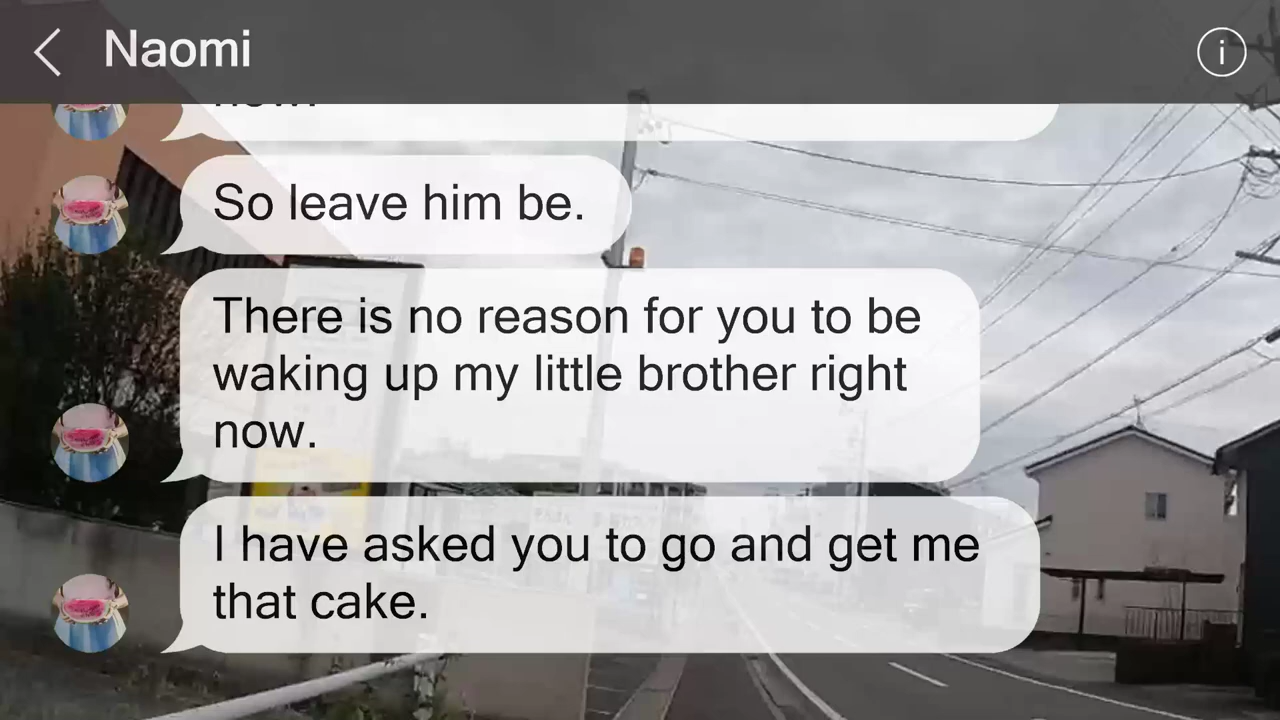 Naomi
now.
So leave him be.
There is no reason for you to be
waking up my little brother right
now.
I have asked you to go and get me
that cake.